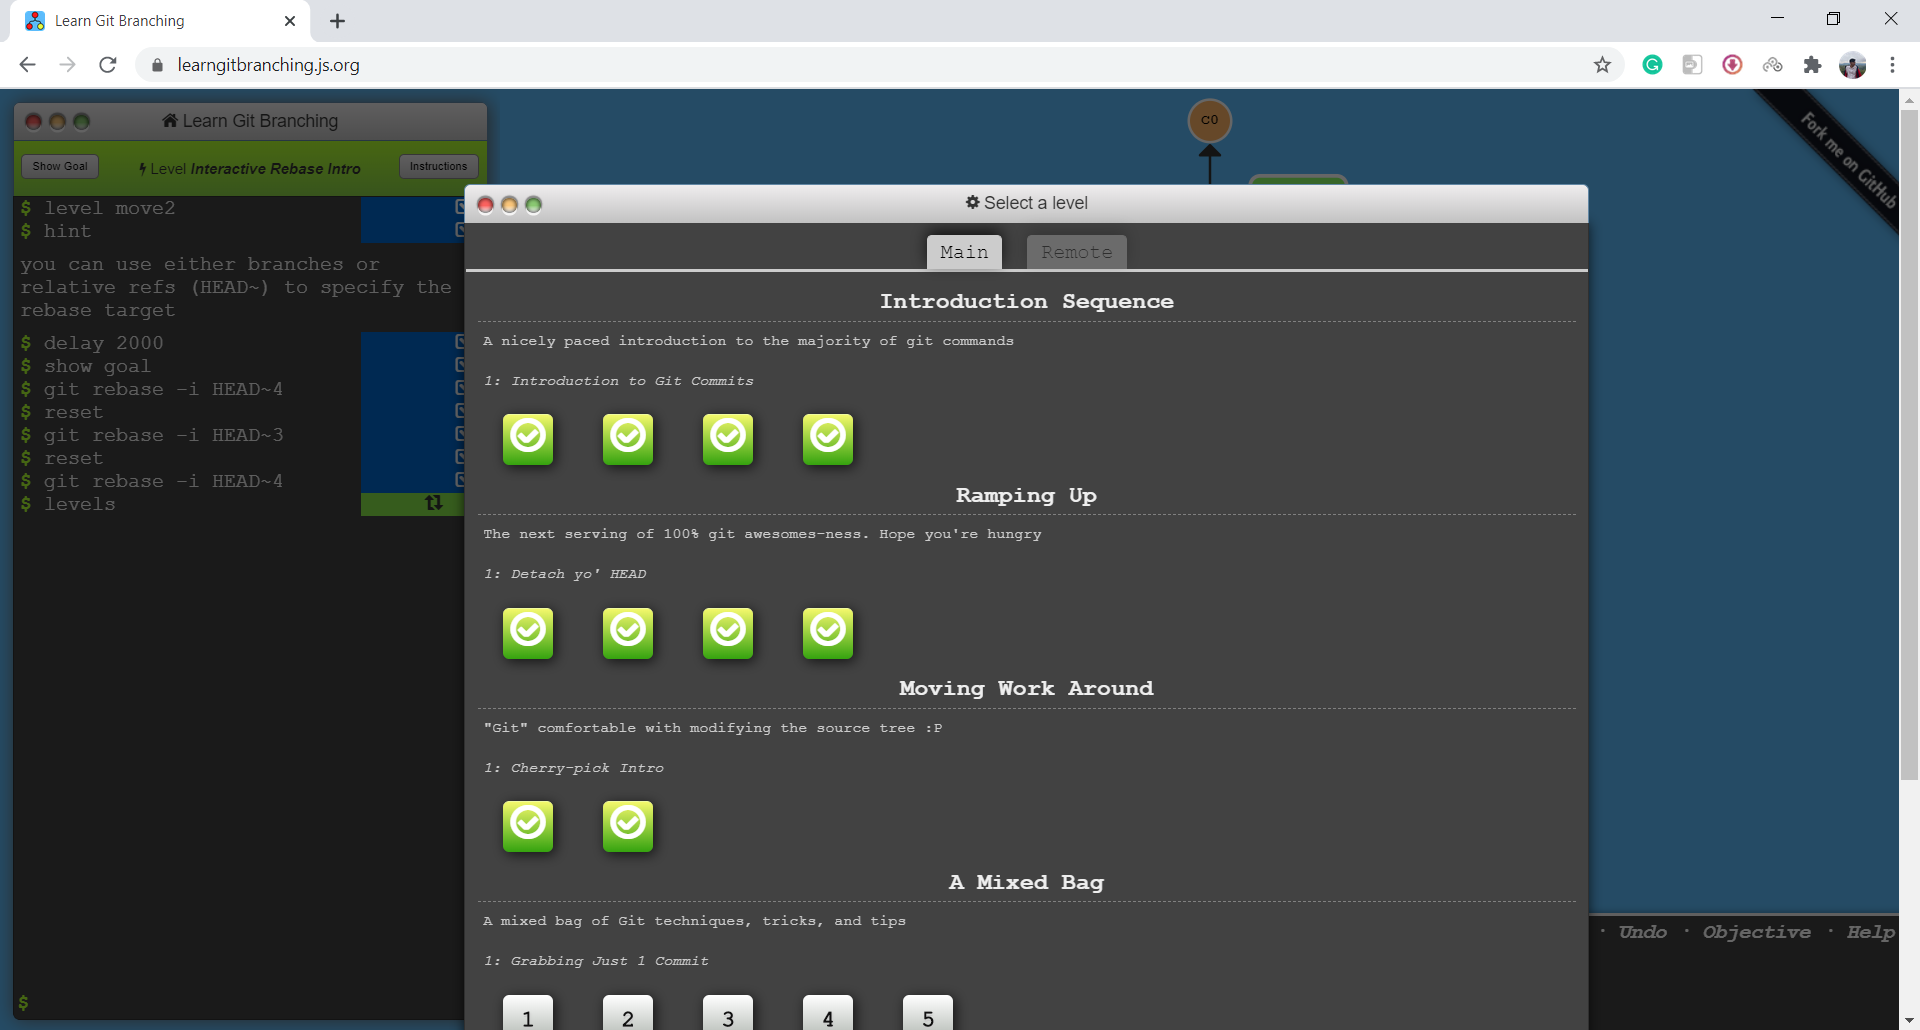 Learn Git Branching
learngitbranching.js.org
Learn Git Branching
Show Goal
Level Interactive Rebase Intro
Instructions
$ level move2
$ hint
you can use either branches or
relative refs (HEAD~) to specify the
rebase target
$ delay 2000
$ show goal
$ git rebase -i HEAD~4
$ reset
$ git rebase -i HEAD~3
$ reset
$ git rebase -i HEAD~4
$ levels
$
C0
Fork me on GitHub
Select a level
Main
Remote
Introduction Sequence
A nicely paced introduction to the majority of git commands
1: Introduction to Git Commits
Ramping Up
The next serving of 100% git awesomes-ness. Hope you're hungry
1: Detach yo' HEAD
Moving Work Around
"Git" comfortable with modifying the source tree :P
1: Cherry-pick Intro
A Mixed Bag
A mixed bag of Git techniques, tricks, and tips
1: Grabbing Just 1 Commit
1 2 3 4 5
· Undo · Objective · Help